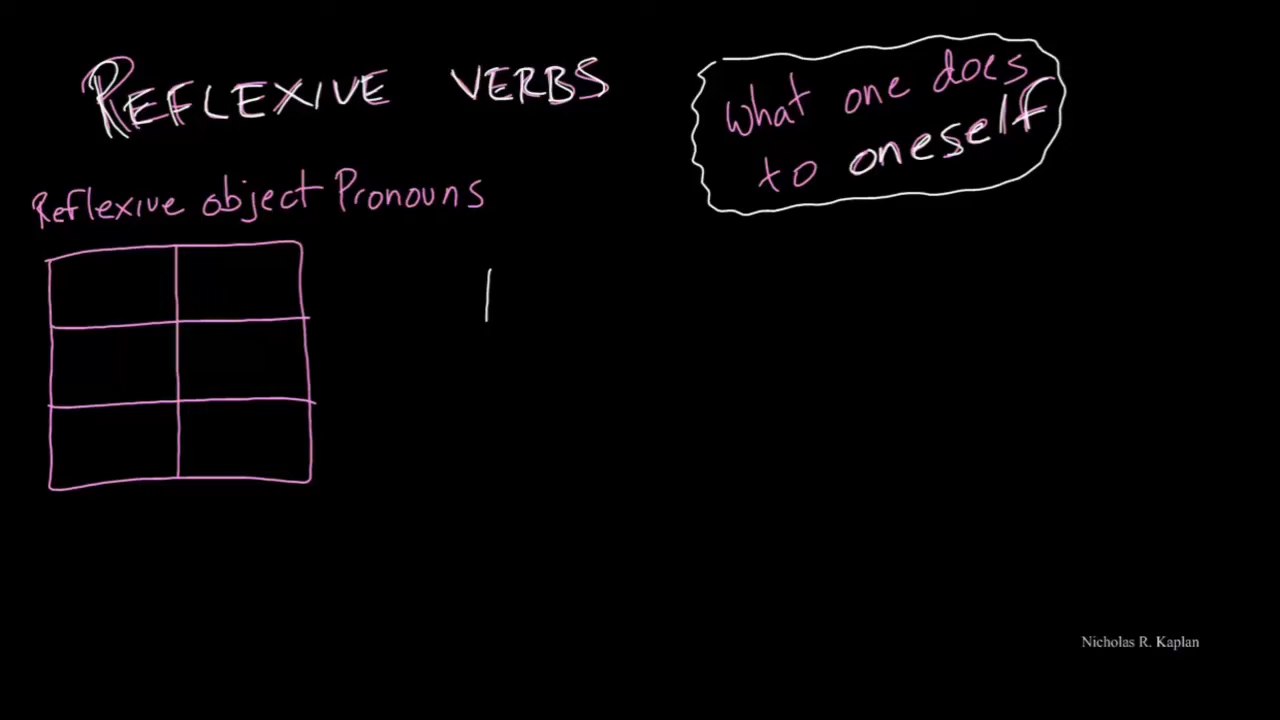 REFLEXIVE VERBS
What one does
to oneself
Reflexive object Pronouns
Nicholas R. Kaplan